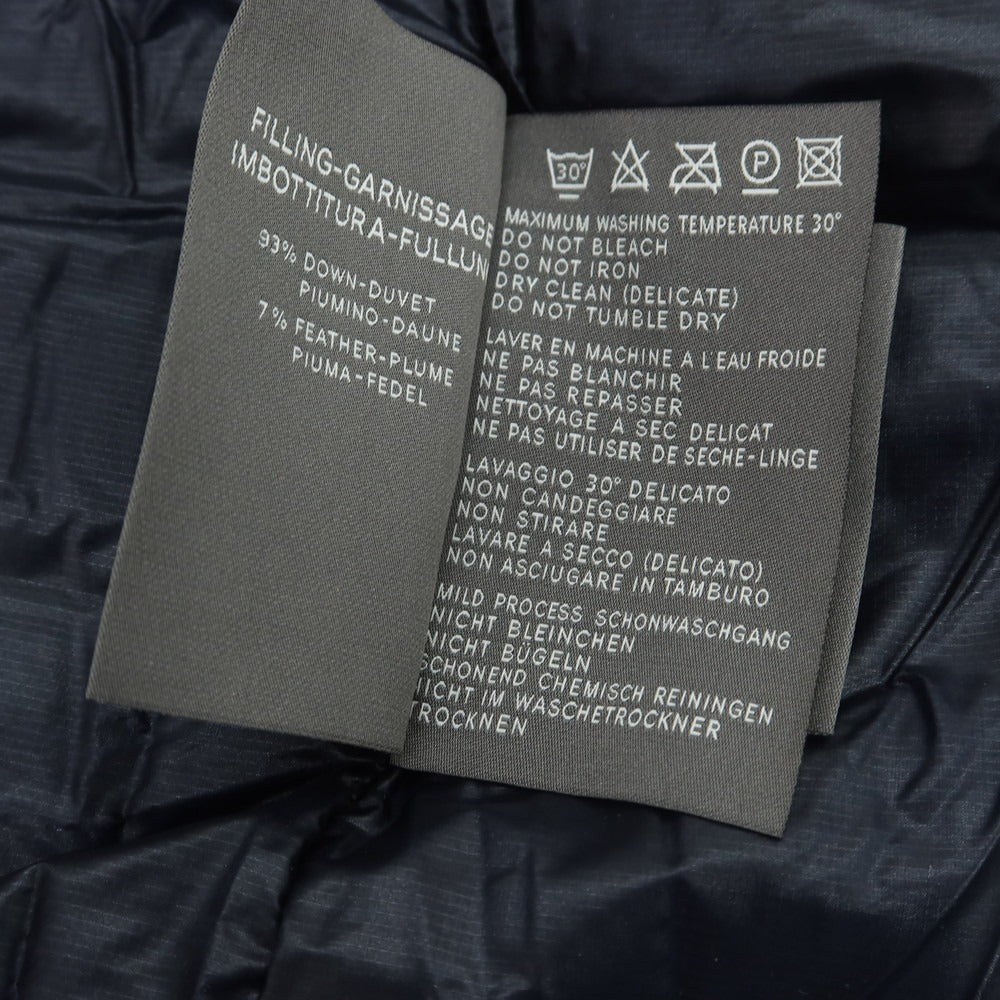 FILLING-GARNISSAGE
IMBOTTITURA-FULLUN
93% DOWN-DUVET
PIUMINO-DAUNE
7% FEATHER-PLUME
PIUMA-FEDEL
30°
P
MAXIMUM WASHING TEMPERATURE 30°
DO NOT BLEACH
DO NOT IRON
DRY CLEAN (DELICATE)
DO NOT TUMBLE DRY
LAVER EN MACHINE A L'EAU FROIDE
NE PAS BLANCHIR
NE PAS REPASSER
NETTOYAGE A SEC DELICAT
NE PAS UTILISER DE SECHE-LINGE
LAVAGGIO 30° DELICATO
NON CANDEGGIARE
NON STIRARE
LAVARE A SECCO (DELICATO)
NON ASCIUGARE IN TAMBURO
MILD PROCESS SCHONWASCHGANG
NICHT BLEINCHEN
NICHT BÜGELN
SCHONEND CHEMISCH REININGEN
NICHT IM WASCHETROCKNER
TROCKNEN